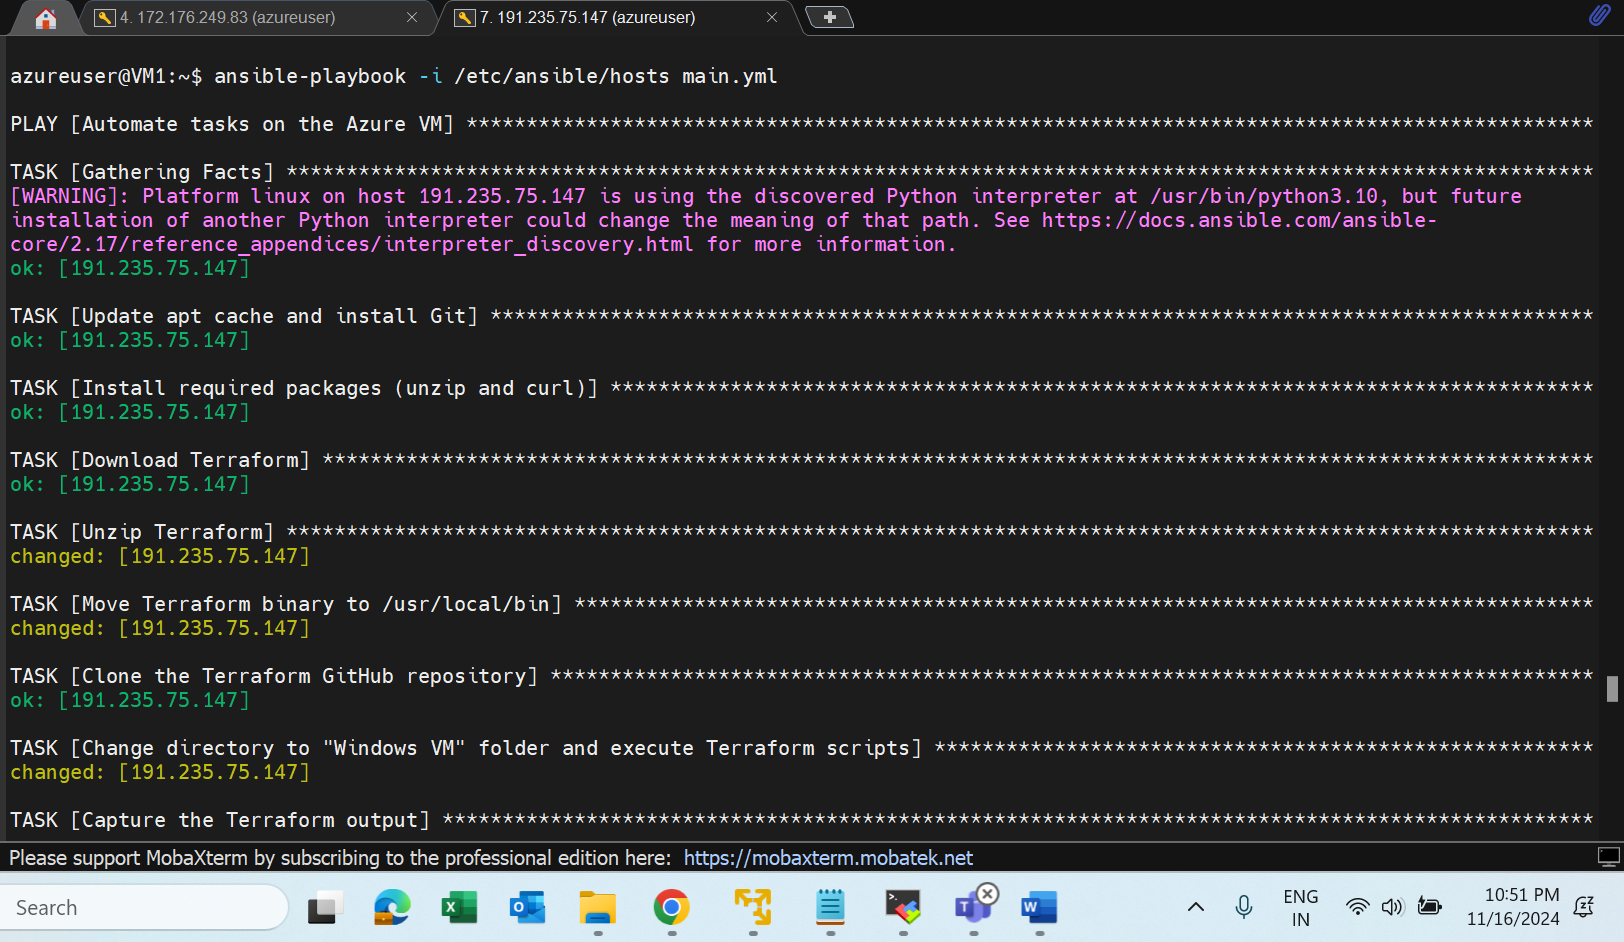 4. 172.176.249.83 (azureuser)
7. 191.235.75.147 (azureuser)
azureuser@VM1:~$ ansible-playbook -i /etc/ansible/hosts main.yml
PLAY [Automate tasks on the Azure VM] **********************************************************************************************
TASK [Gathering Facts] *************************************************************************************************************
[WARNING]: Platform linux on host 191.235.75.147 is using the discovered Python interpreter at /usr/bin/python3.10, but future
installation of another Python interpreter could change the meaning of that path. See https://docs.ansible.com/ansible-
core/2.17/reference_appendices/interpreter_discovery.html for more information.
ok: [191.235.75.147]
TASK [Update apt cache and install Git] ********************************************************************************************
ok: [191.235.75.147]
TASK [Install required packages (unzip and curl)] **********************************************************************************
ok: [191.235.75.147]
TASK [Download Terraform] **********************************************************************************************************
ok: [191.235.75.147]
TASK [Unzip Terraform] *************************************************************************************************************
changed: [191.235.75.147]
TASK [Move Terraform binary to /usr/local/bin] *************************************************************************************
changed: [191.235.75.147]
TASK [Clone the Terraform GitHub repository] ***************************************************************************************
ok: [191.235.75.147]
TASK [Change directory to "Windows VM" folder and execute Terraform scripts] *******************************************************
changed: [191.235.75.147]
TASK [Capture the Terraform output] ************************************************************************************************
Please support MobaXterm by subscribing to the professional edition here: https://mobaxterm.mobatek.net
Search
ENG
IN
10:51 PM
11/16/2024